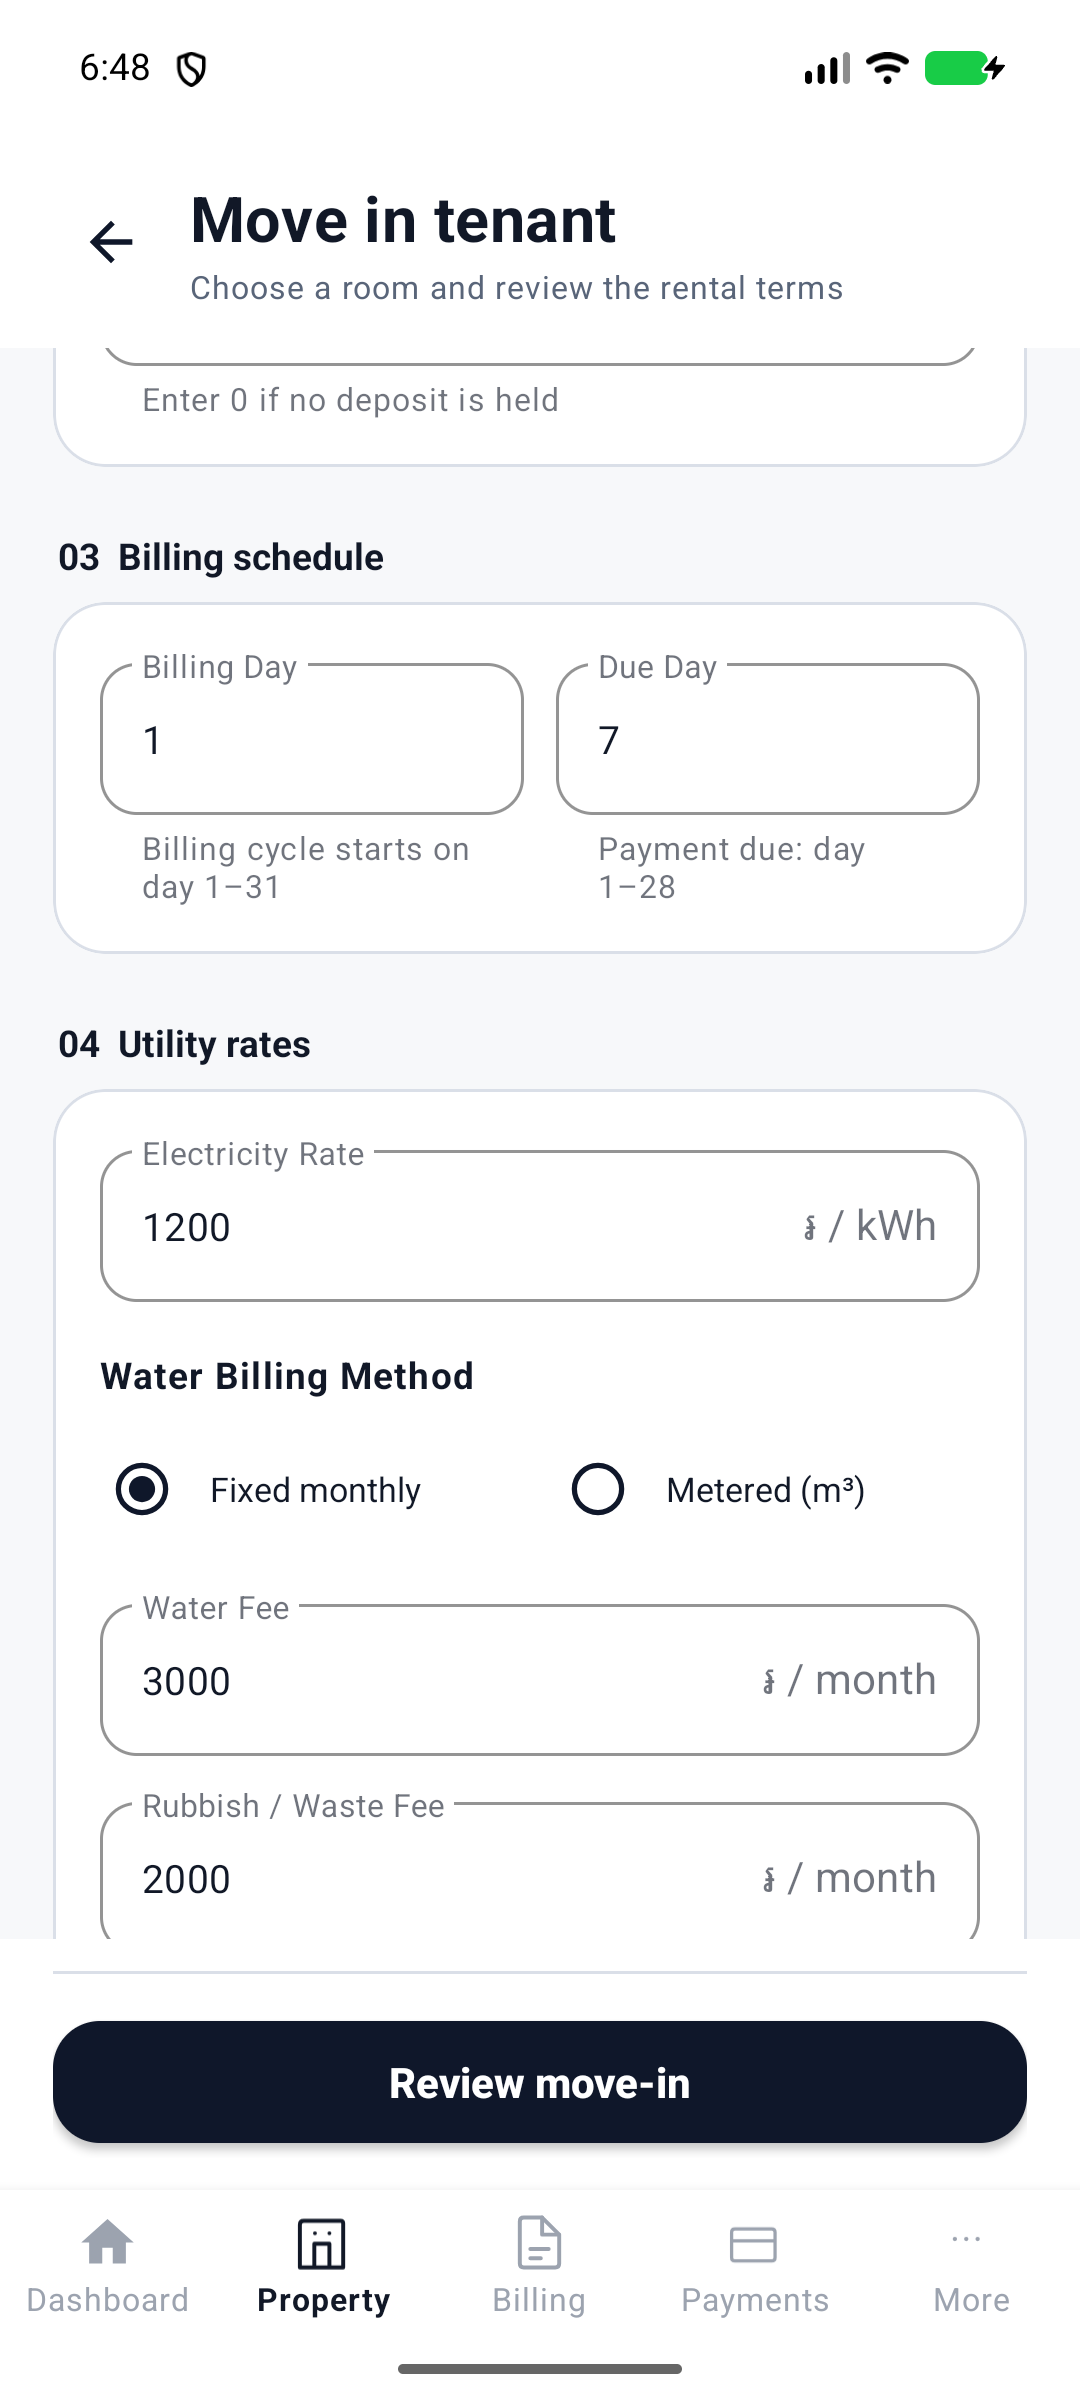 6:48
Move in tenant
Choose a room and review the rental terms
Enter 0 if no deposit is held
03 Billing schedule
Billing Day
1
Billing cycle starts on
day 1–31
Due Day
7
Payment due: day
1–28
04 Utility rates
Electricity Rate
1200
៛ / kWh
Water Billing Method
Fixed monthly
Metered (m³)
Water Fee
3000
៛ / month
Rubbish / Waste Fee
2000
៛ / month
Review move-in
Dashboard
Property
Billing
Payments
More